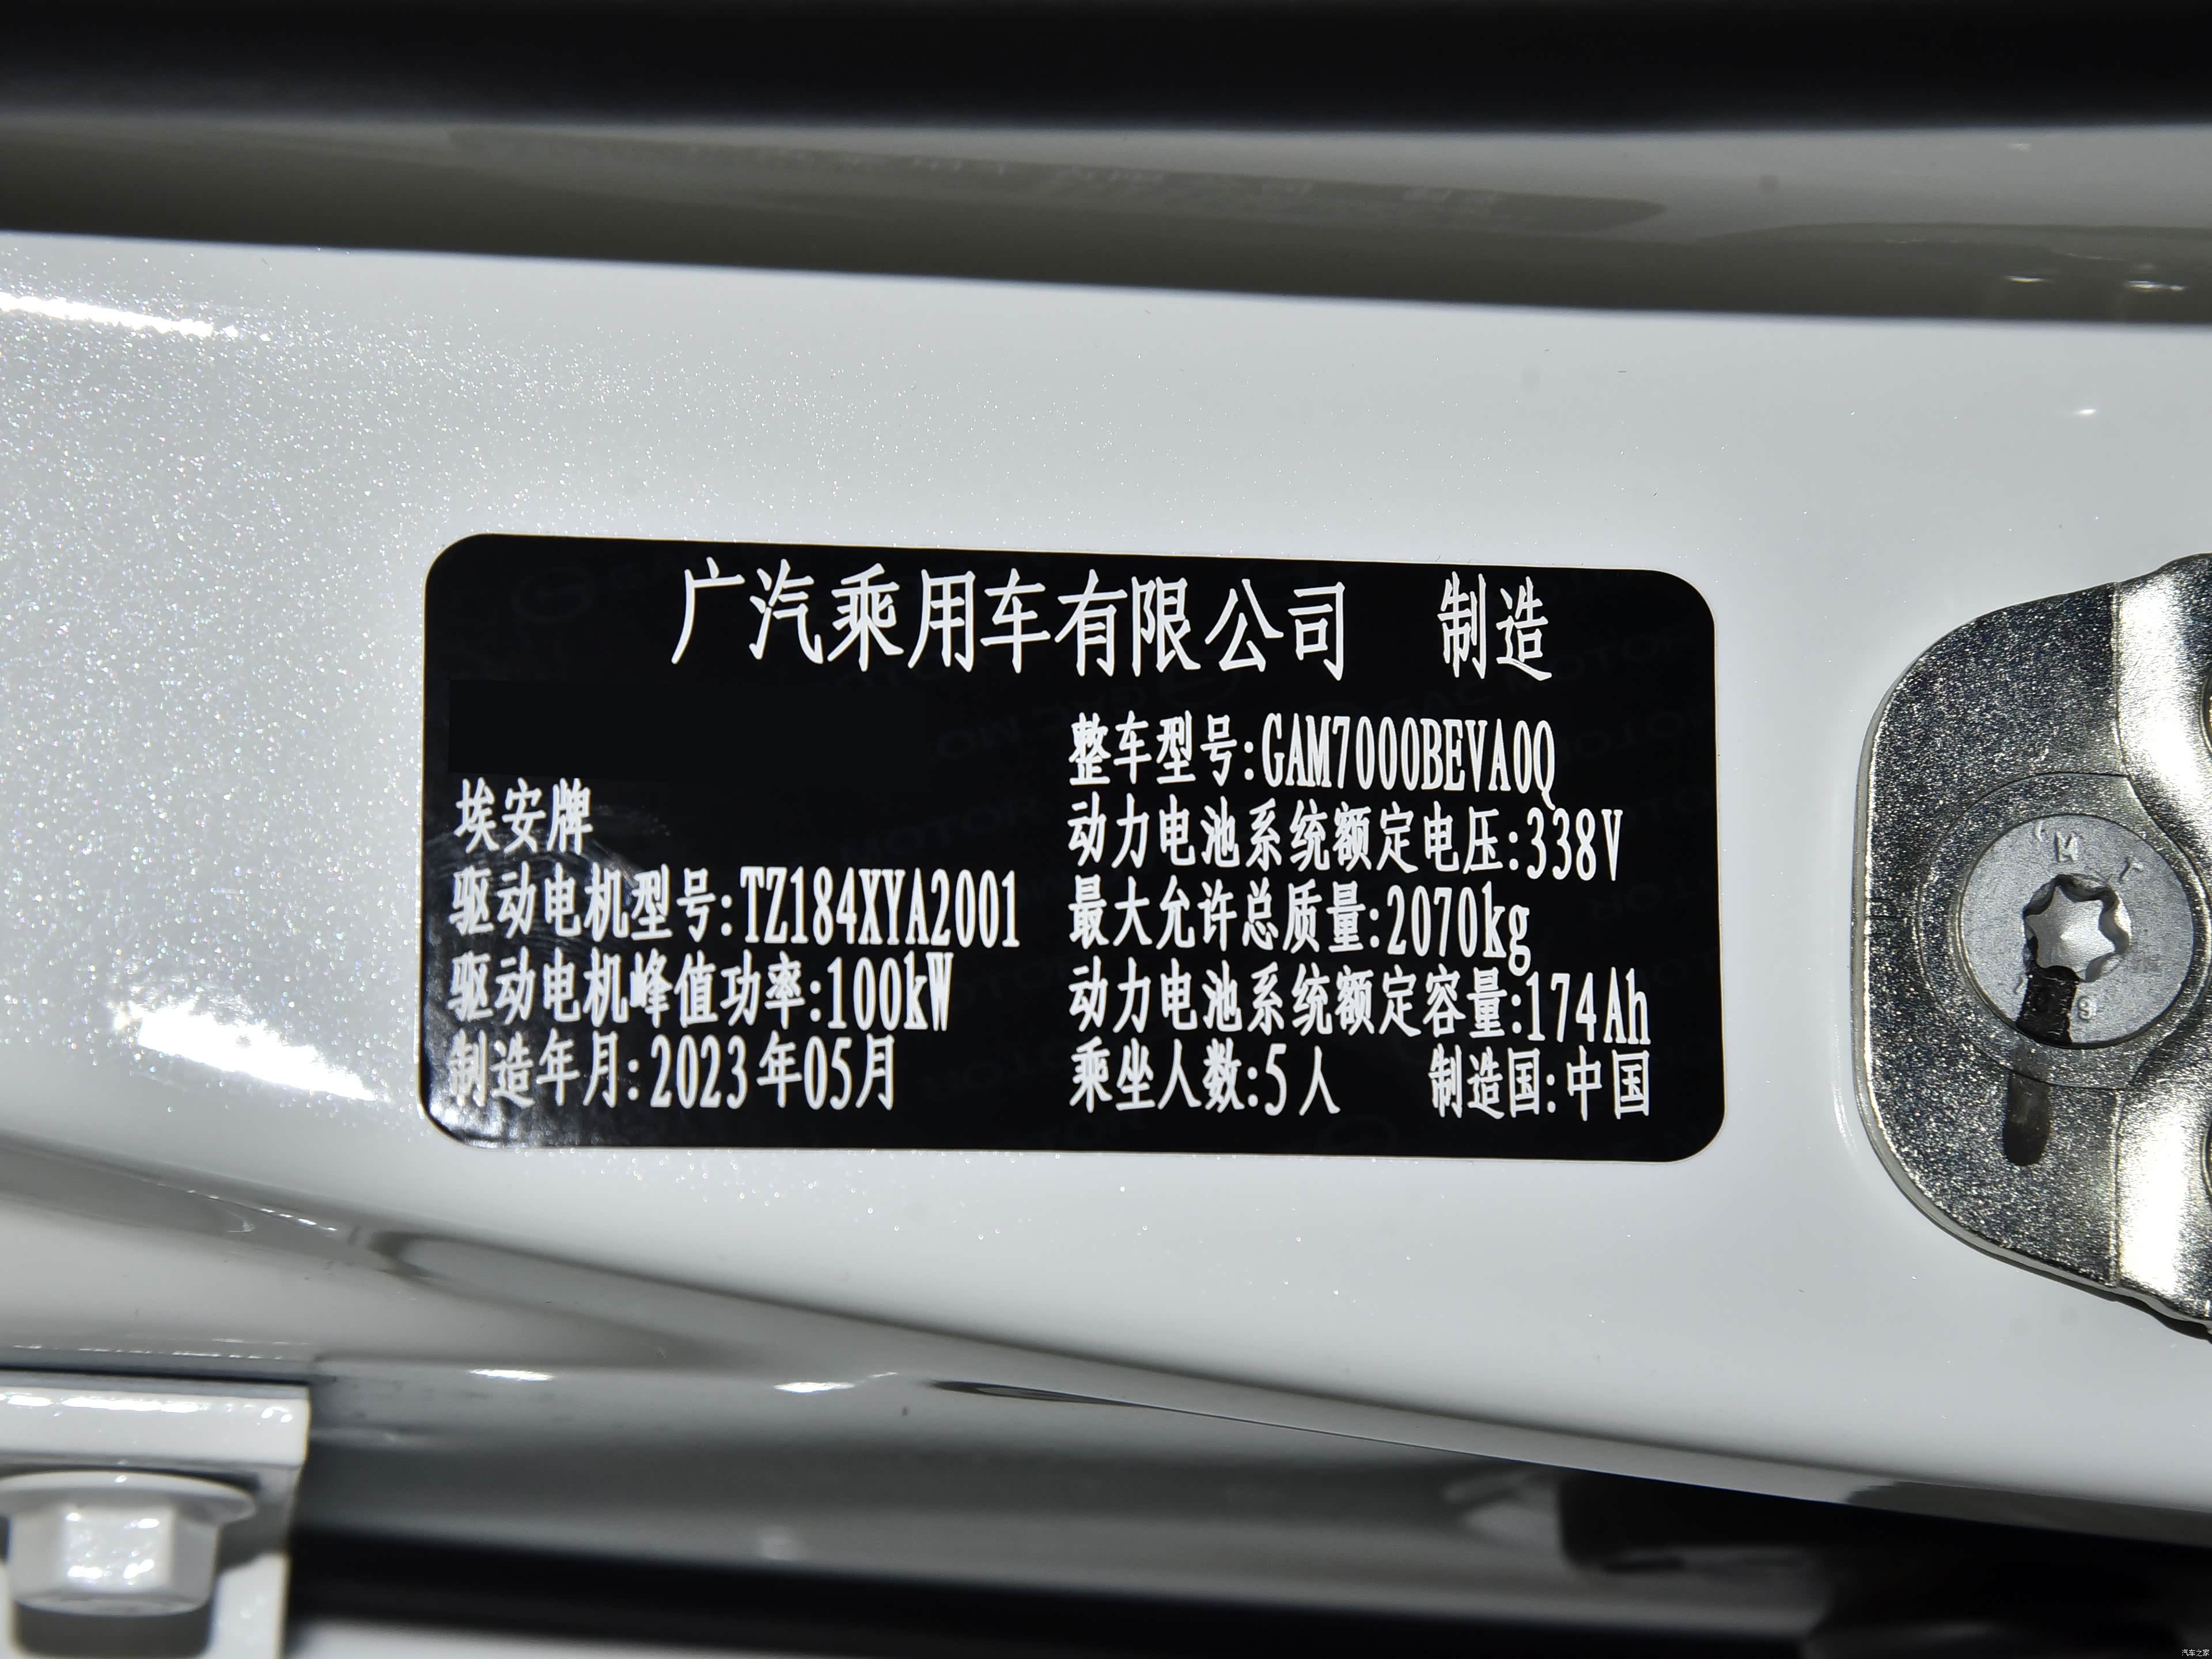 广汽乘用车有限公司 制造
整车型号:GAM7000BEVA0Q
埃安牌
动力电池系统额定电压:338V
驱动电机型号:TZ184XYA2001
最大允许总质量:2070kg
驱动电机峰值功率:100kW
动力电池系统额定容量:174Ah
制造年月:2023年05月
乘坐人数:5人 制造国:中国
汽车之家